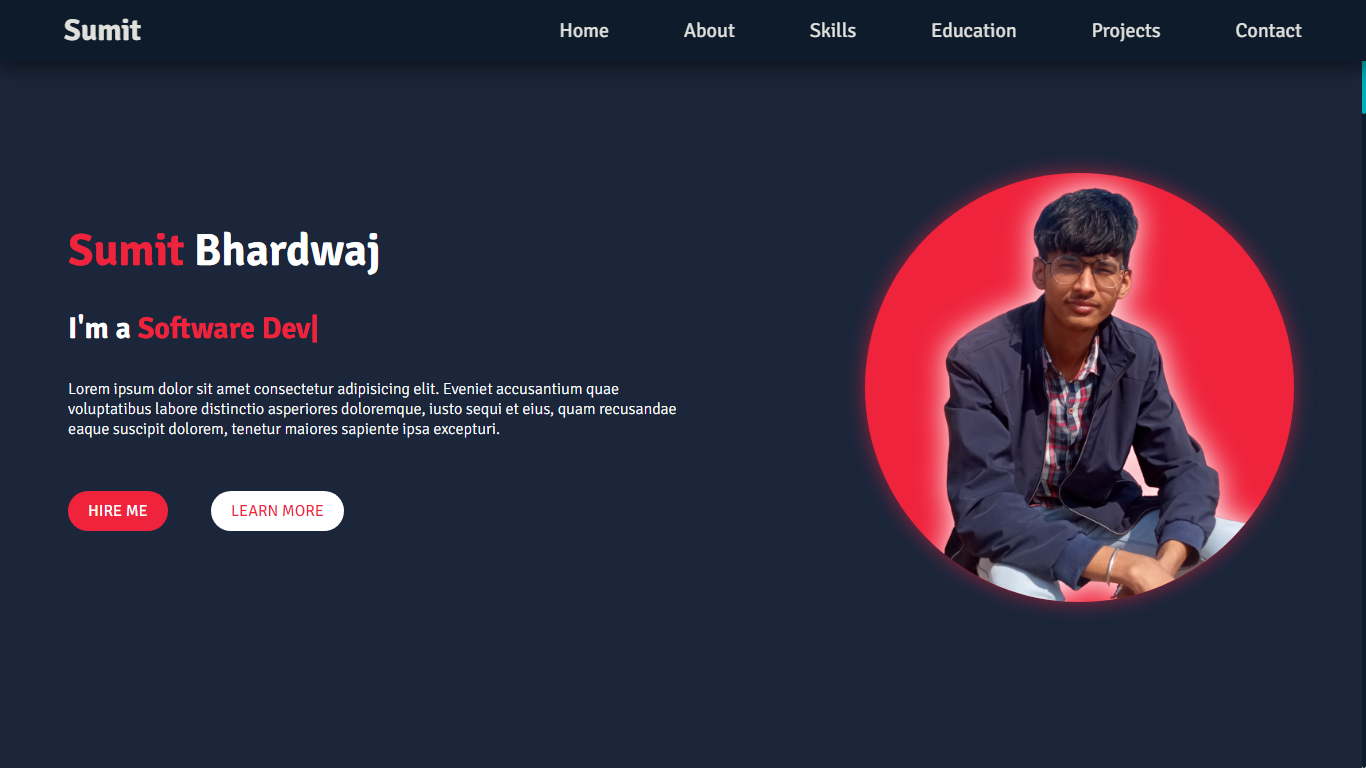 Sumit
Home About Skills Education Projects Contact
Sumit Bhardwaj
I'm a Software Dev|
Lorem ipsum dolor sit amet consectetur adipisicing elit. Eveniet accusantium quae
voluptatibus labore distinctio asperiores doloremque, iusto sequi et eius, quam recusandae
eaque suscipit dolorem, tenetur maiores sapiente ipsa excepturi.
HIRE ME LEARN MORE